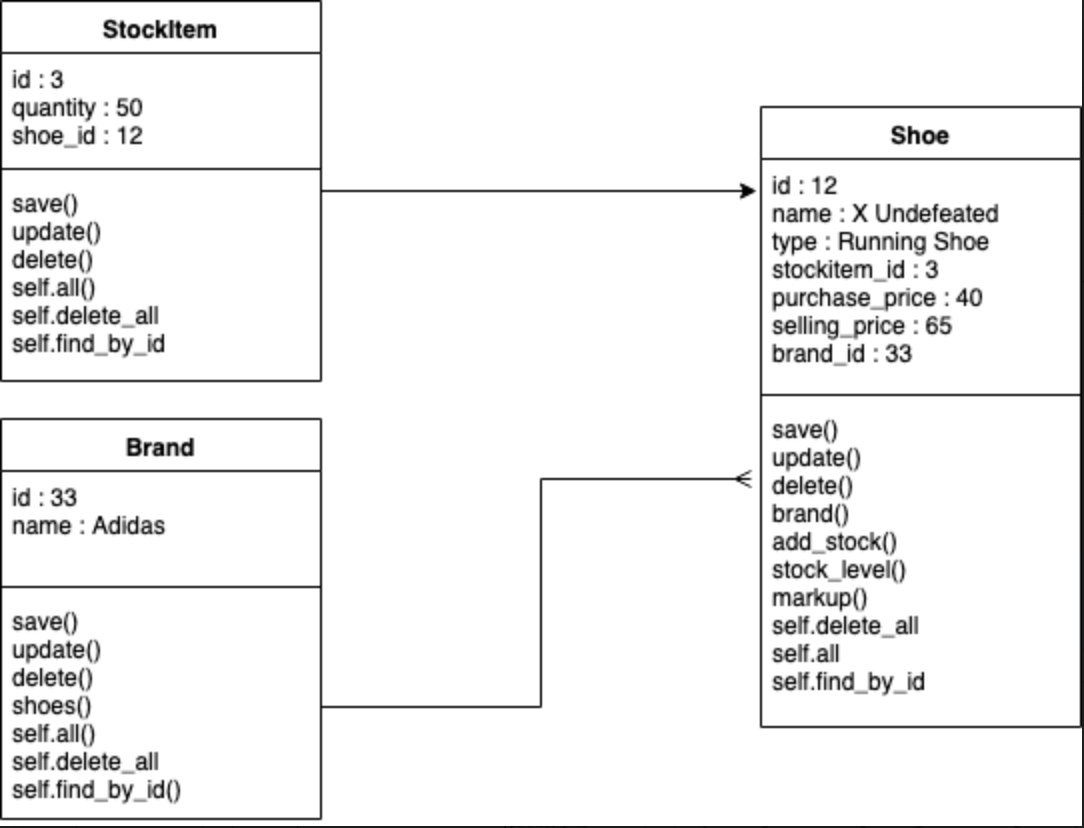 StockItem
id : 3
quantity : 50
shoe_id : 12
save()
update()
delete()
self.all()
self.delete_all
self.find_by_id
Brand
id : 33
name : Adidas
save()
update()
delete()
shoes()
self.all()
self.delete_all
self.find_by_id()
Shoe
id : 12
name : X Undefeated
type : Running Shoe
stockitem_id : 3
purchase_price : 40
selling_price : 65
brand_id : 33
save()
update()
delete()
brand()
add_stock()
stock_level()
markup()
self.delete_all
self.all
self.find_by_id